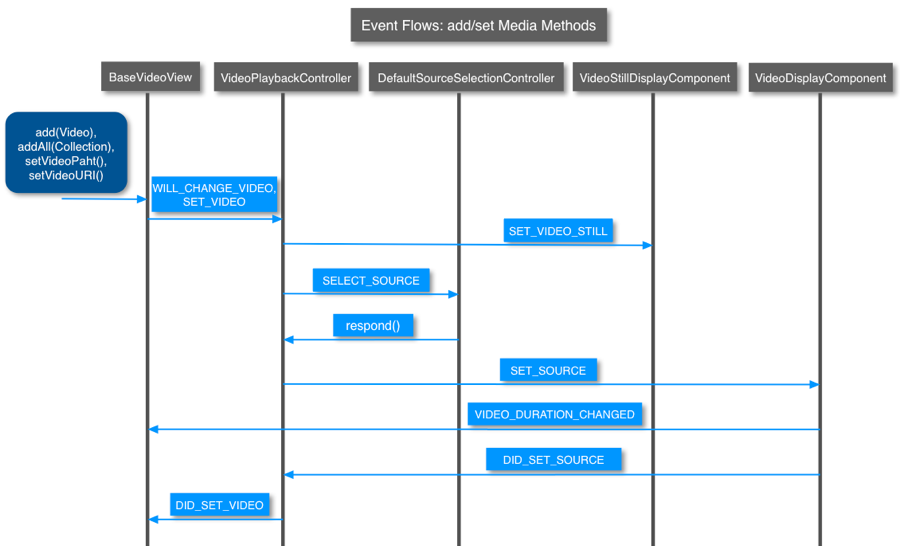 Event Flows: add/set Media Methods
BaseVideoView
VideoPlaybackController
DefaultSourceSelectionController
VideoStillDisplayComponent
VideoDisplayComponent
add(Video),
addAll(Collection),
setVideoPaht(),
setVideoURI()
WILL_CHANGE_VIDEO,
SET_VIDEO
SET_VIDEO_STILL
SELECT_SOURCE
respond()
SET_SOURCE
VIDEO_DURATION_CHANGED
DID_SET_SOURCE
DID_SET_VIDEO